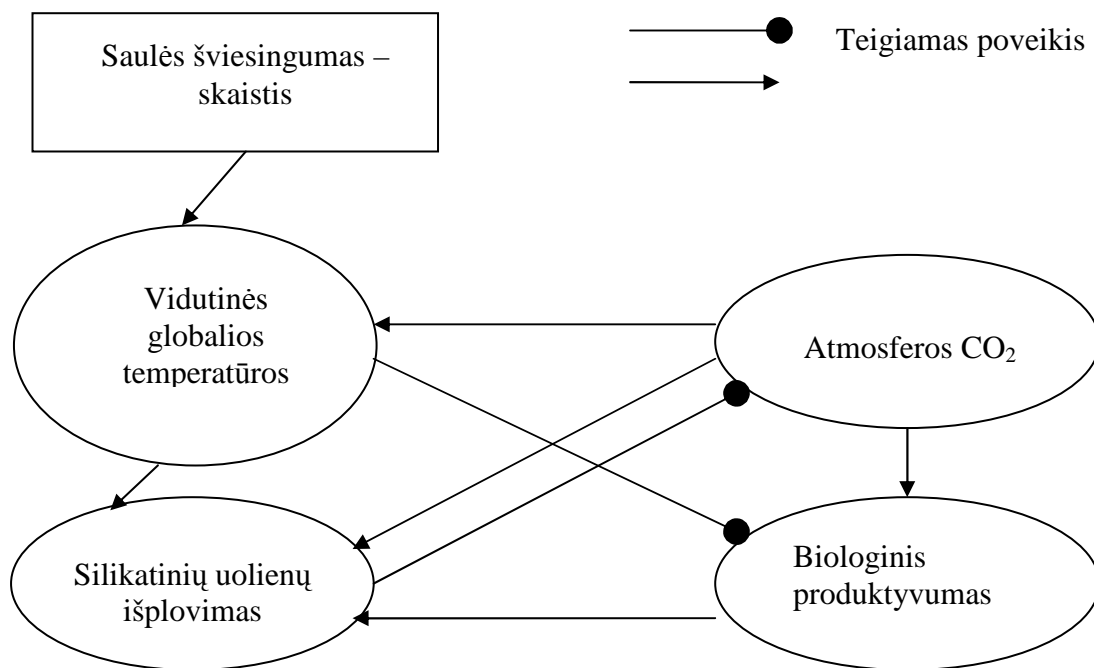 Saulės šviesingumas –
skaistis
Teigiamas poveikis
Vidutinės
globalios
temperatūros
Atmosferos CO₂
Silikatinių uolienų
išplovimas
Biologinis
produktyvumas